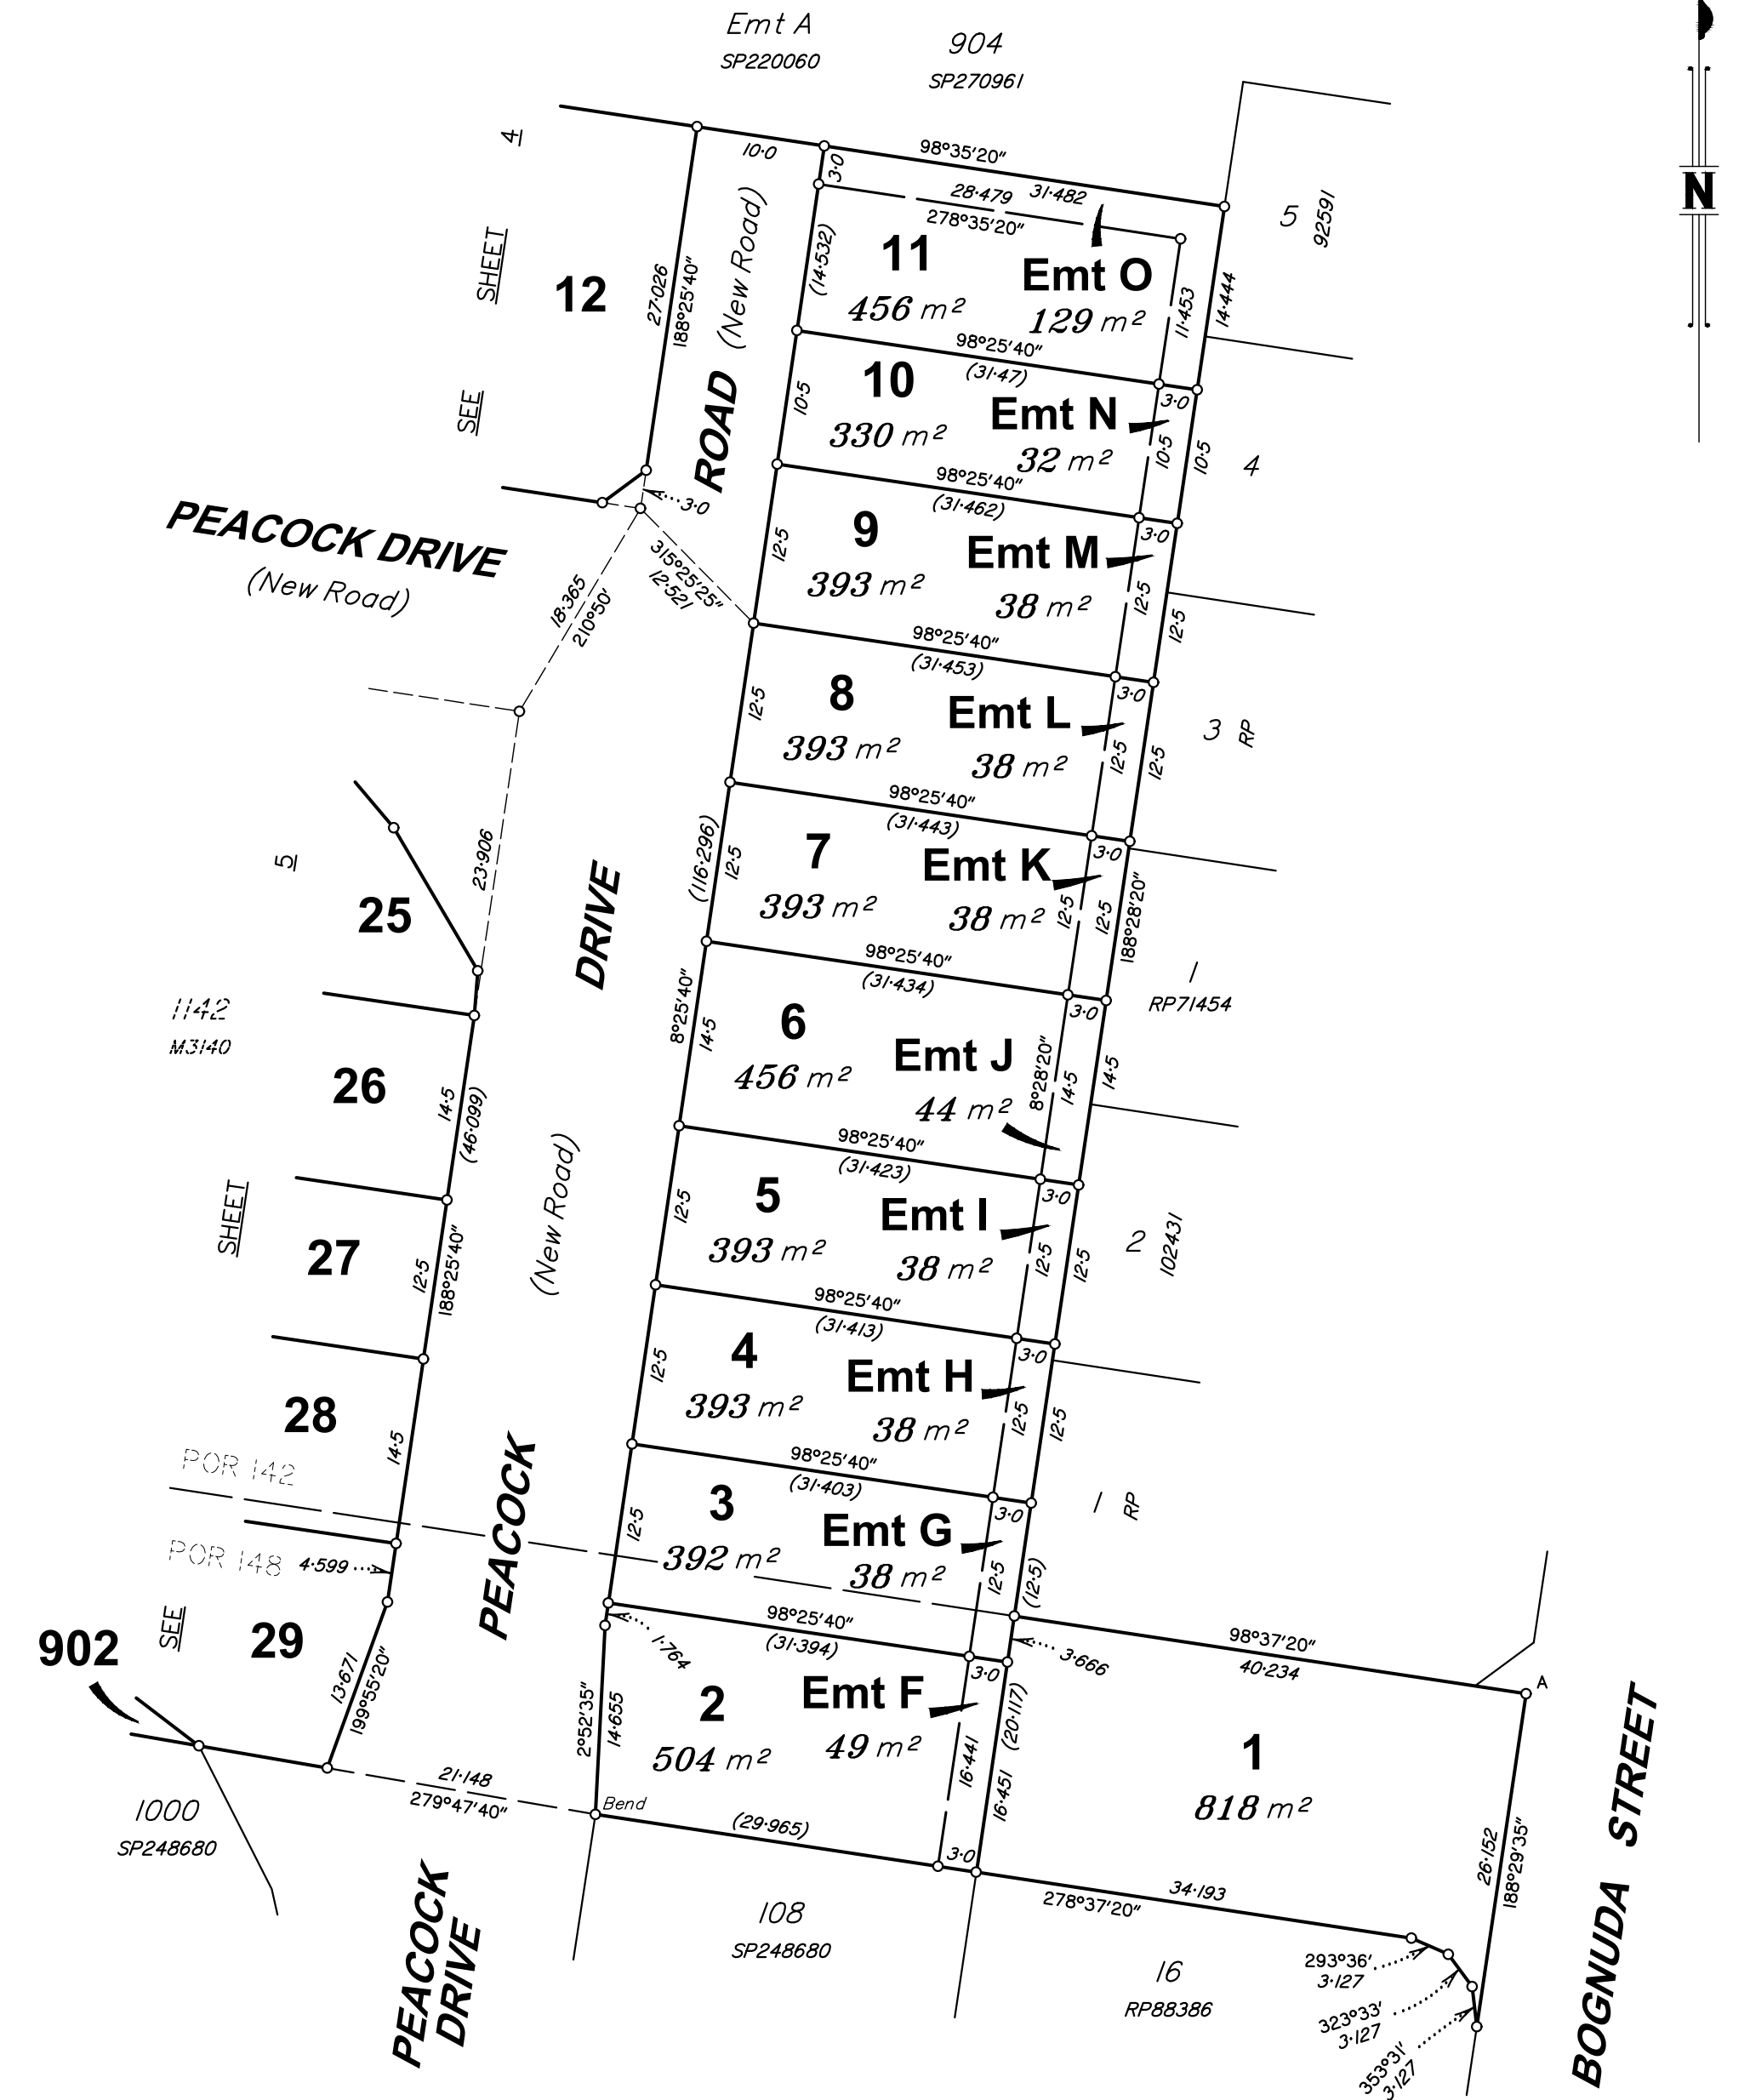 Emt A
SP220060
904
SP270961
N
4
SHEET
SEE
12
27·026
188°25'40"
10·0
3·0
98°35'20"
28·479
31·482
278°35'20"
ROAD (New Road)
(14·532)
11
456 m²
Emt O
129 m²
11·453
14·444
5
92591
98°25'40"
(31·47)
10
330 m²
10·5
Emt N
32 m²
3·0
10·5
10·5
4
98°25'40"
(31·462)
PEACOCK DRIVE
(New Road)
3·0
315°25'25"
12·521
18·365
210°50'
9
393 m²
12·5
Emt M
38 m²
3·0
12·5
12·5
98°25'40"
(31·453)
8
393 m²
12·5
Emt L
38 m²
3·0
12·5
12·5
3
RP
98°25'40"
(31·443)
5
25
23·906
(116·296)
12·5
7
393 m²
Emt K
38 m²
3·0
12·5
12·5
188°28'20"
98°25'40"
(31·434)
DRIVE
1142
M3140
1
RP71454
8°25'40"
14·5
6
456 m²
Emt J
44 m²
8°28'20"
3·0
14·5
14·5
26
14·5
(46·099)
98°25'40"
(31·423)
(New Road)
SHEET
27
12·5
188°25'40"
12·5
5
393 m²
Emt I
38 m²
3·0
12·5
12·5
2
102431
98°25'40"
(31·413)
28
14·5
12·5
4
393 m²
Emt H
38 m²
3·0
12·5
12·5
98°25'40"
(31·403)
POR 142
POR 148
4·599
PEACOCK
12·5
3
392 m²
Emt G
38 m²
3·0
12·5
(12·5)
1
RP
98°25'40"
(31·394)
902
SEE
29
13·671
199°55'20"
1·764
2°52'35"
14·655
2
504 m²
Emt F
49 m²
3·0
3·666
(20·117)
16·441
16·451
98°37'20"
40·234
A
1
818 m²
26·152
188°29'35"
BOGNUDA STREET
21·148
279°47'40"
Bend
(29·965)
3·0
34·193
278°37'20"
1000
SP248680
PEACOCK
DRIVE
108
SP248680
16
RP88386
293°36'
3·127
323°33'
3·127
353°31'
3·127